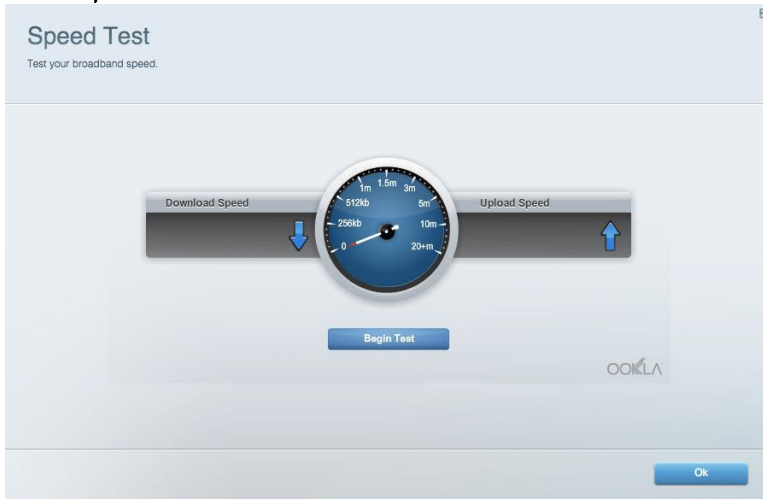 Speed Test
Test your broadband speed.
Download Speed
Upload Speed
0
256kb
512kb
1m
1.5m
3m
5m
10m
20+m
Begin Test
OOKLA
Ok